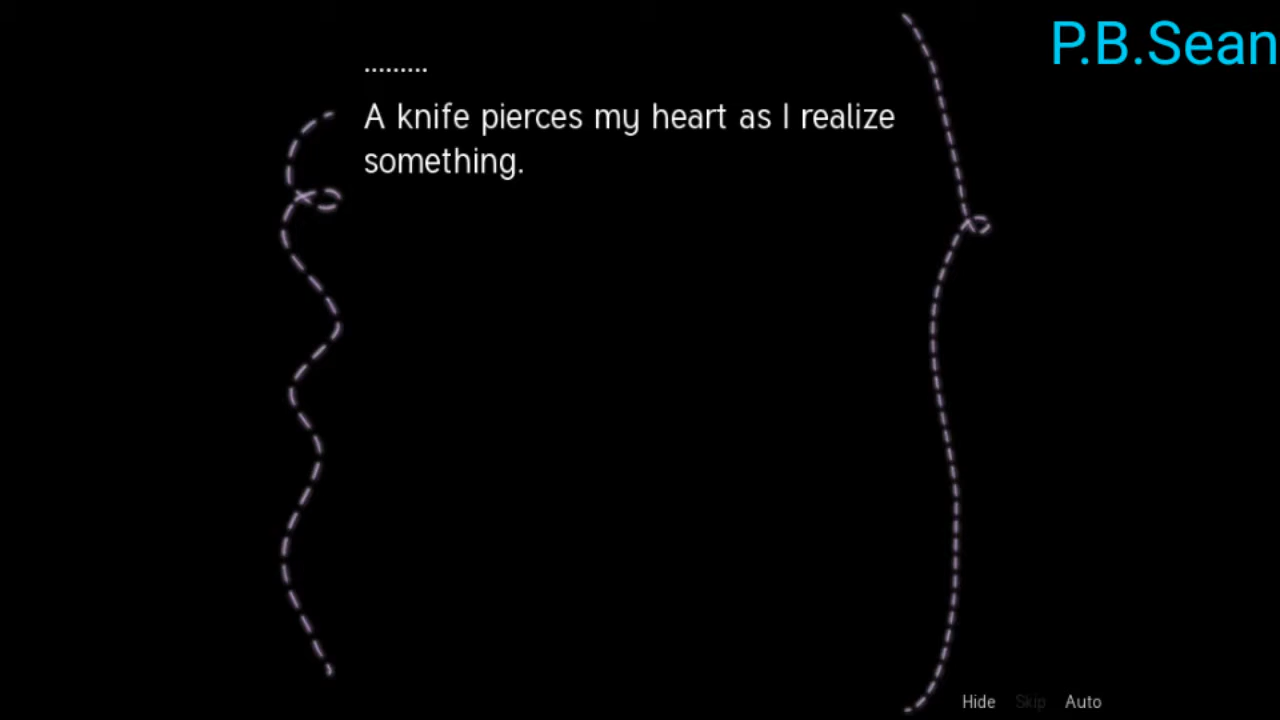 P.B.Sean
.........
A knife pierces my heart as I realize
something.
Hide Skip Auto